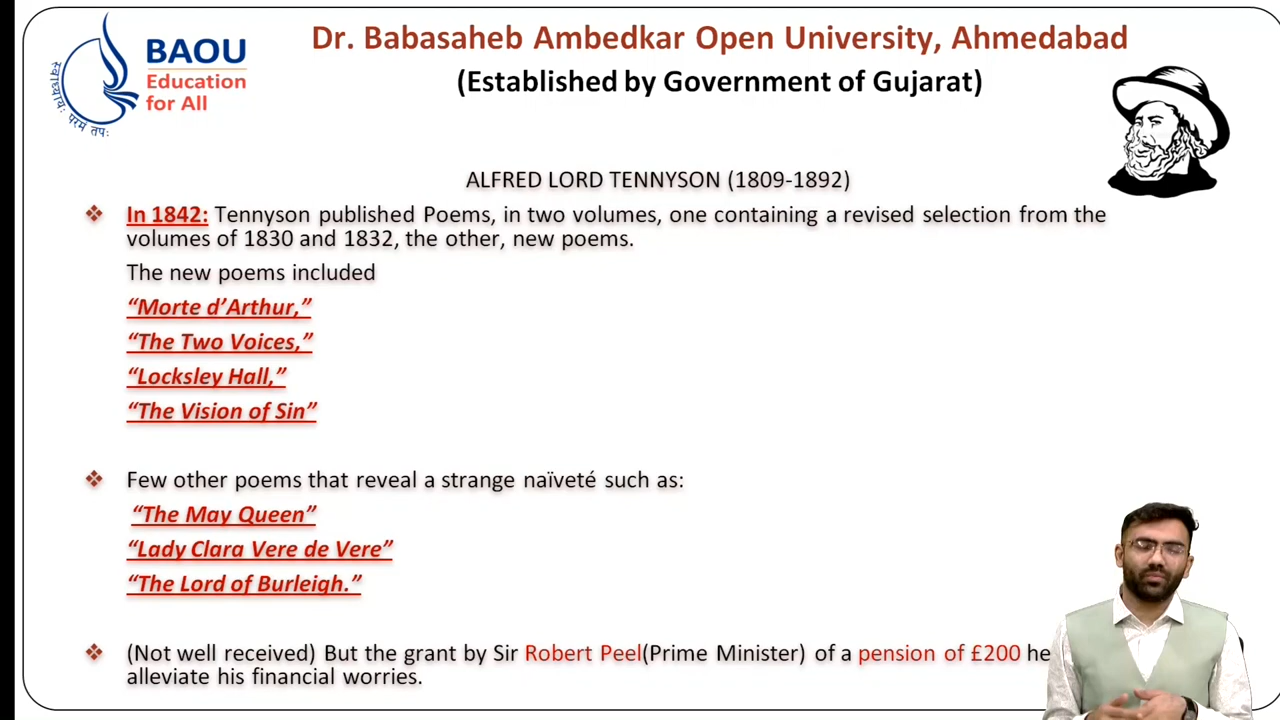 BAOU
Education
for All
स्वाध्यायः परमं तपः
Dr. Babasaheb Ambedkar Open University, Ahmedabad
(Established by Government of Gujarat)
ALFRED LORD TENNYSON (1809-1892)
❖ In 1842: Tennyson published Poems, in two volumes, one containing a revised selection from the
volumes of 1830 and 1832, the other, new poems.
The new poems included
“Morte d’Arthur,”
“The Two Voices,”
“Locksley Hall,”
“The Vision of Sin”
❖ Few other poems that reveal a strange naïveté such as:
“The May Queen”
“Lady Clara Vere de Vere”
“The Lord of Burleigh.”
❖ (Not well received) But the grant by Sir Robert Peel(Prime Minister) of a pension of £200 he
alleviate his financial worries.